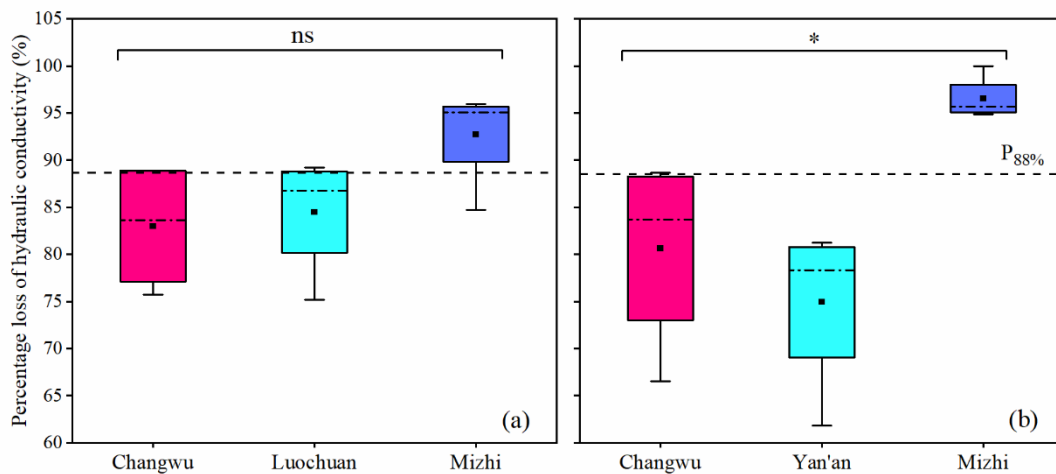 Percentage loss of hydraulic conductivity (%)
105
100
95
90
85
80
75
70
65
60
ns
(a)
Changwu Luochuan Mizhi
*
P88%
(b)
Changwu Yan'an Mizhi